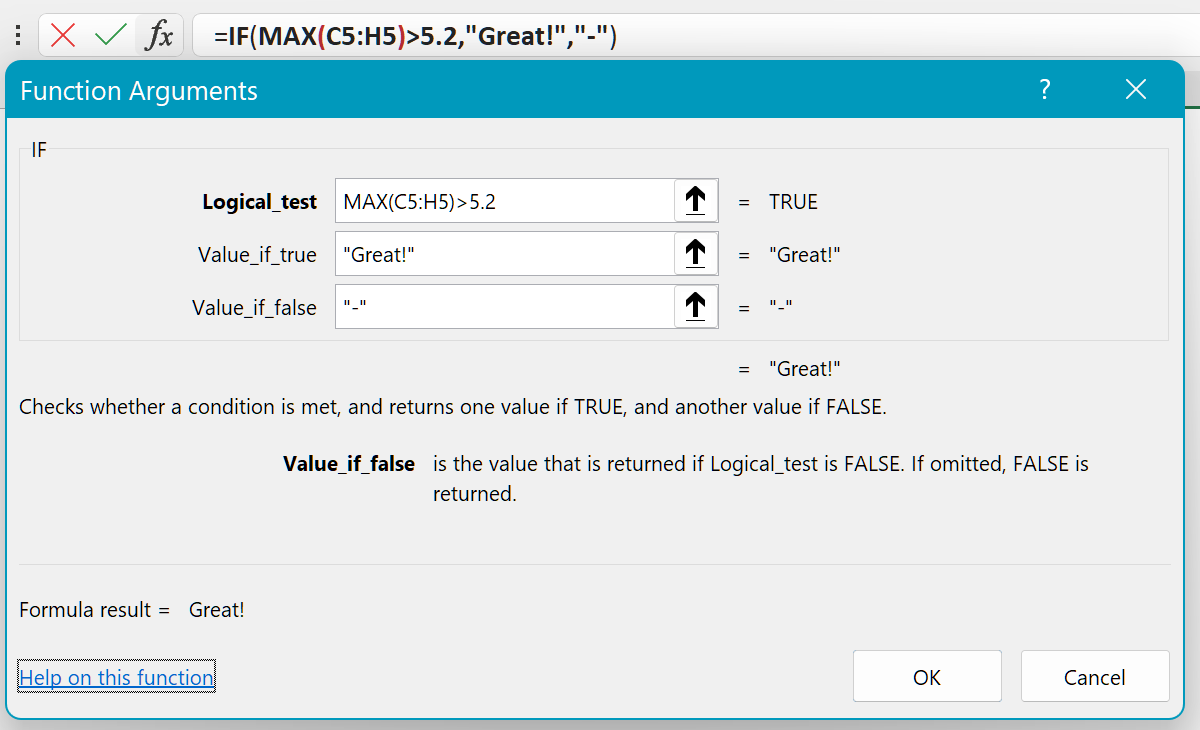 fx =IF(MAX(C5:H5)>5.2,"Great!","-")
Function Arguments ?
IF
Logical_test MAX(C5:H5)>5.2 = TRUE
Value_if_true "Great!" = "Great!"
Value_if_false "-" = "-"
= "Great!"
Checks whether a condition is met, and returns one value if TRUE, and another value if FALSE.
Value_if_false is the value that is returned if Logical_test is FALSE. If omitted, FALSE is
returned.
Formula result = Great!
Help on this function OK Cancel